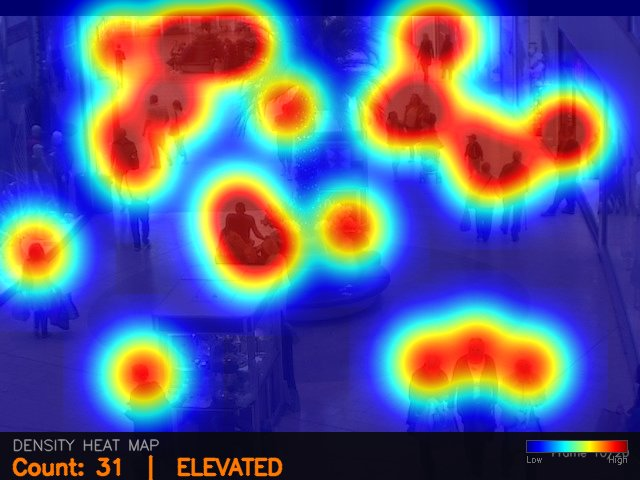 DENSITY HEAT MAP
Count: 31 | ELEVATED
Low High